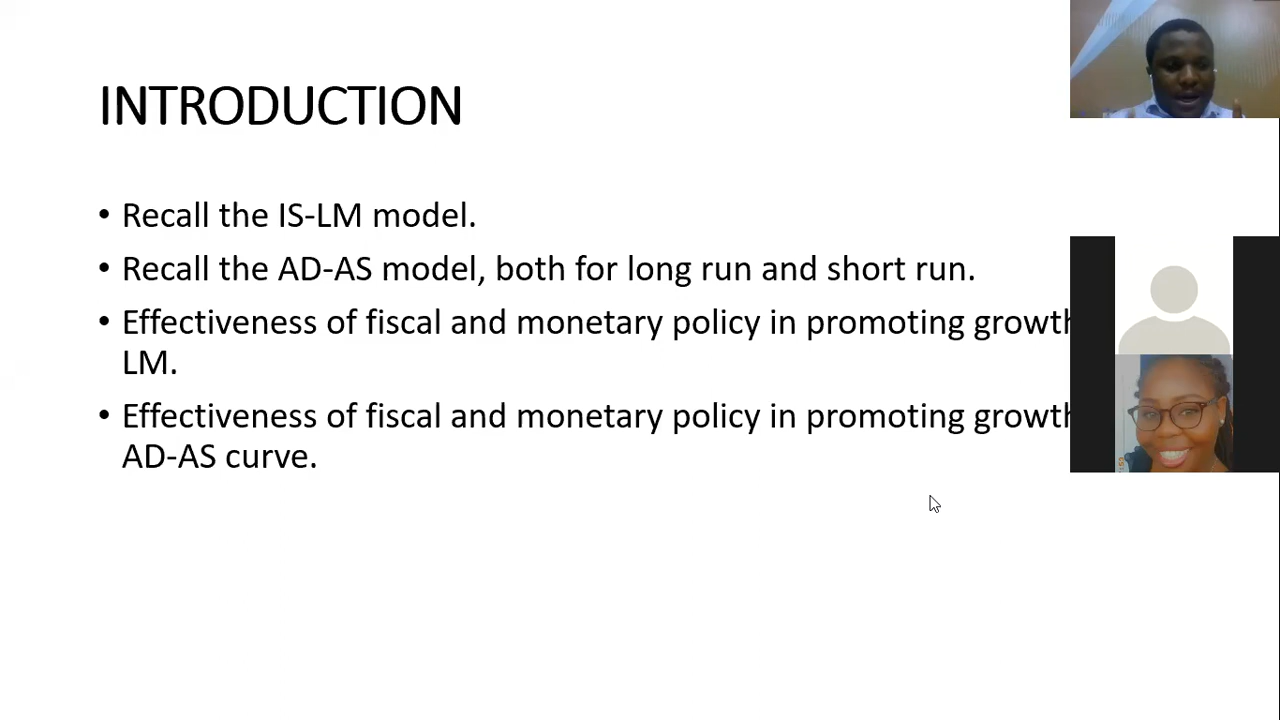 INTRODUCTION
• Recall the IS-LM model.
• Recall the AD-AS model, both for long run and short run.
• Effectiveness of fiscal and monetary policy in promoting growth
LM.
• Effectiveness of fiscal and monetary policy in promoting growth
AD-AS curve.